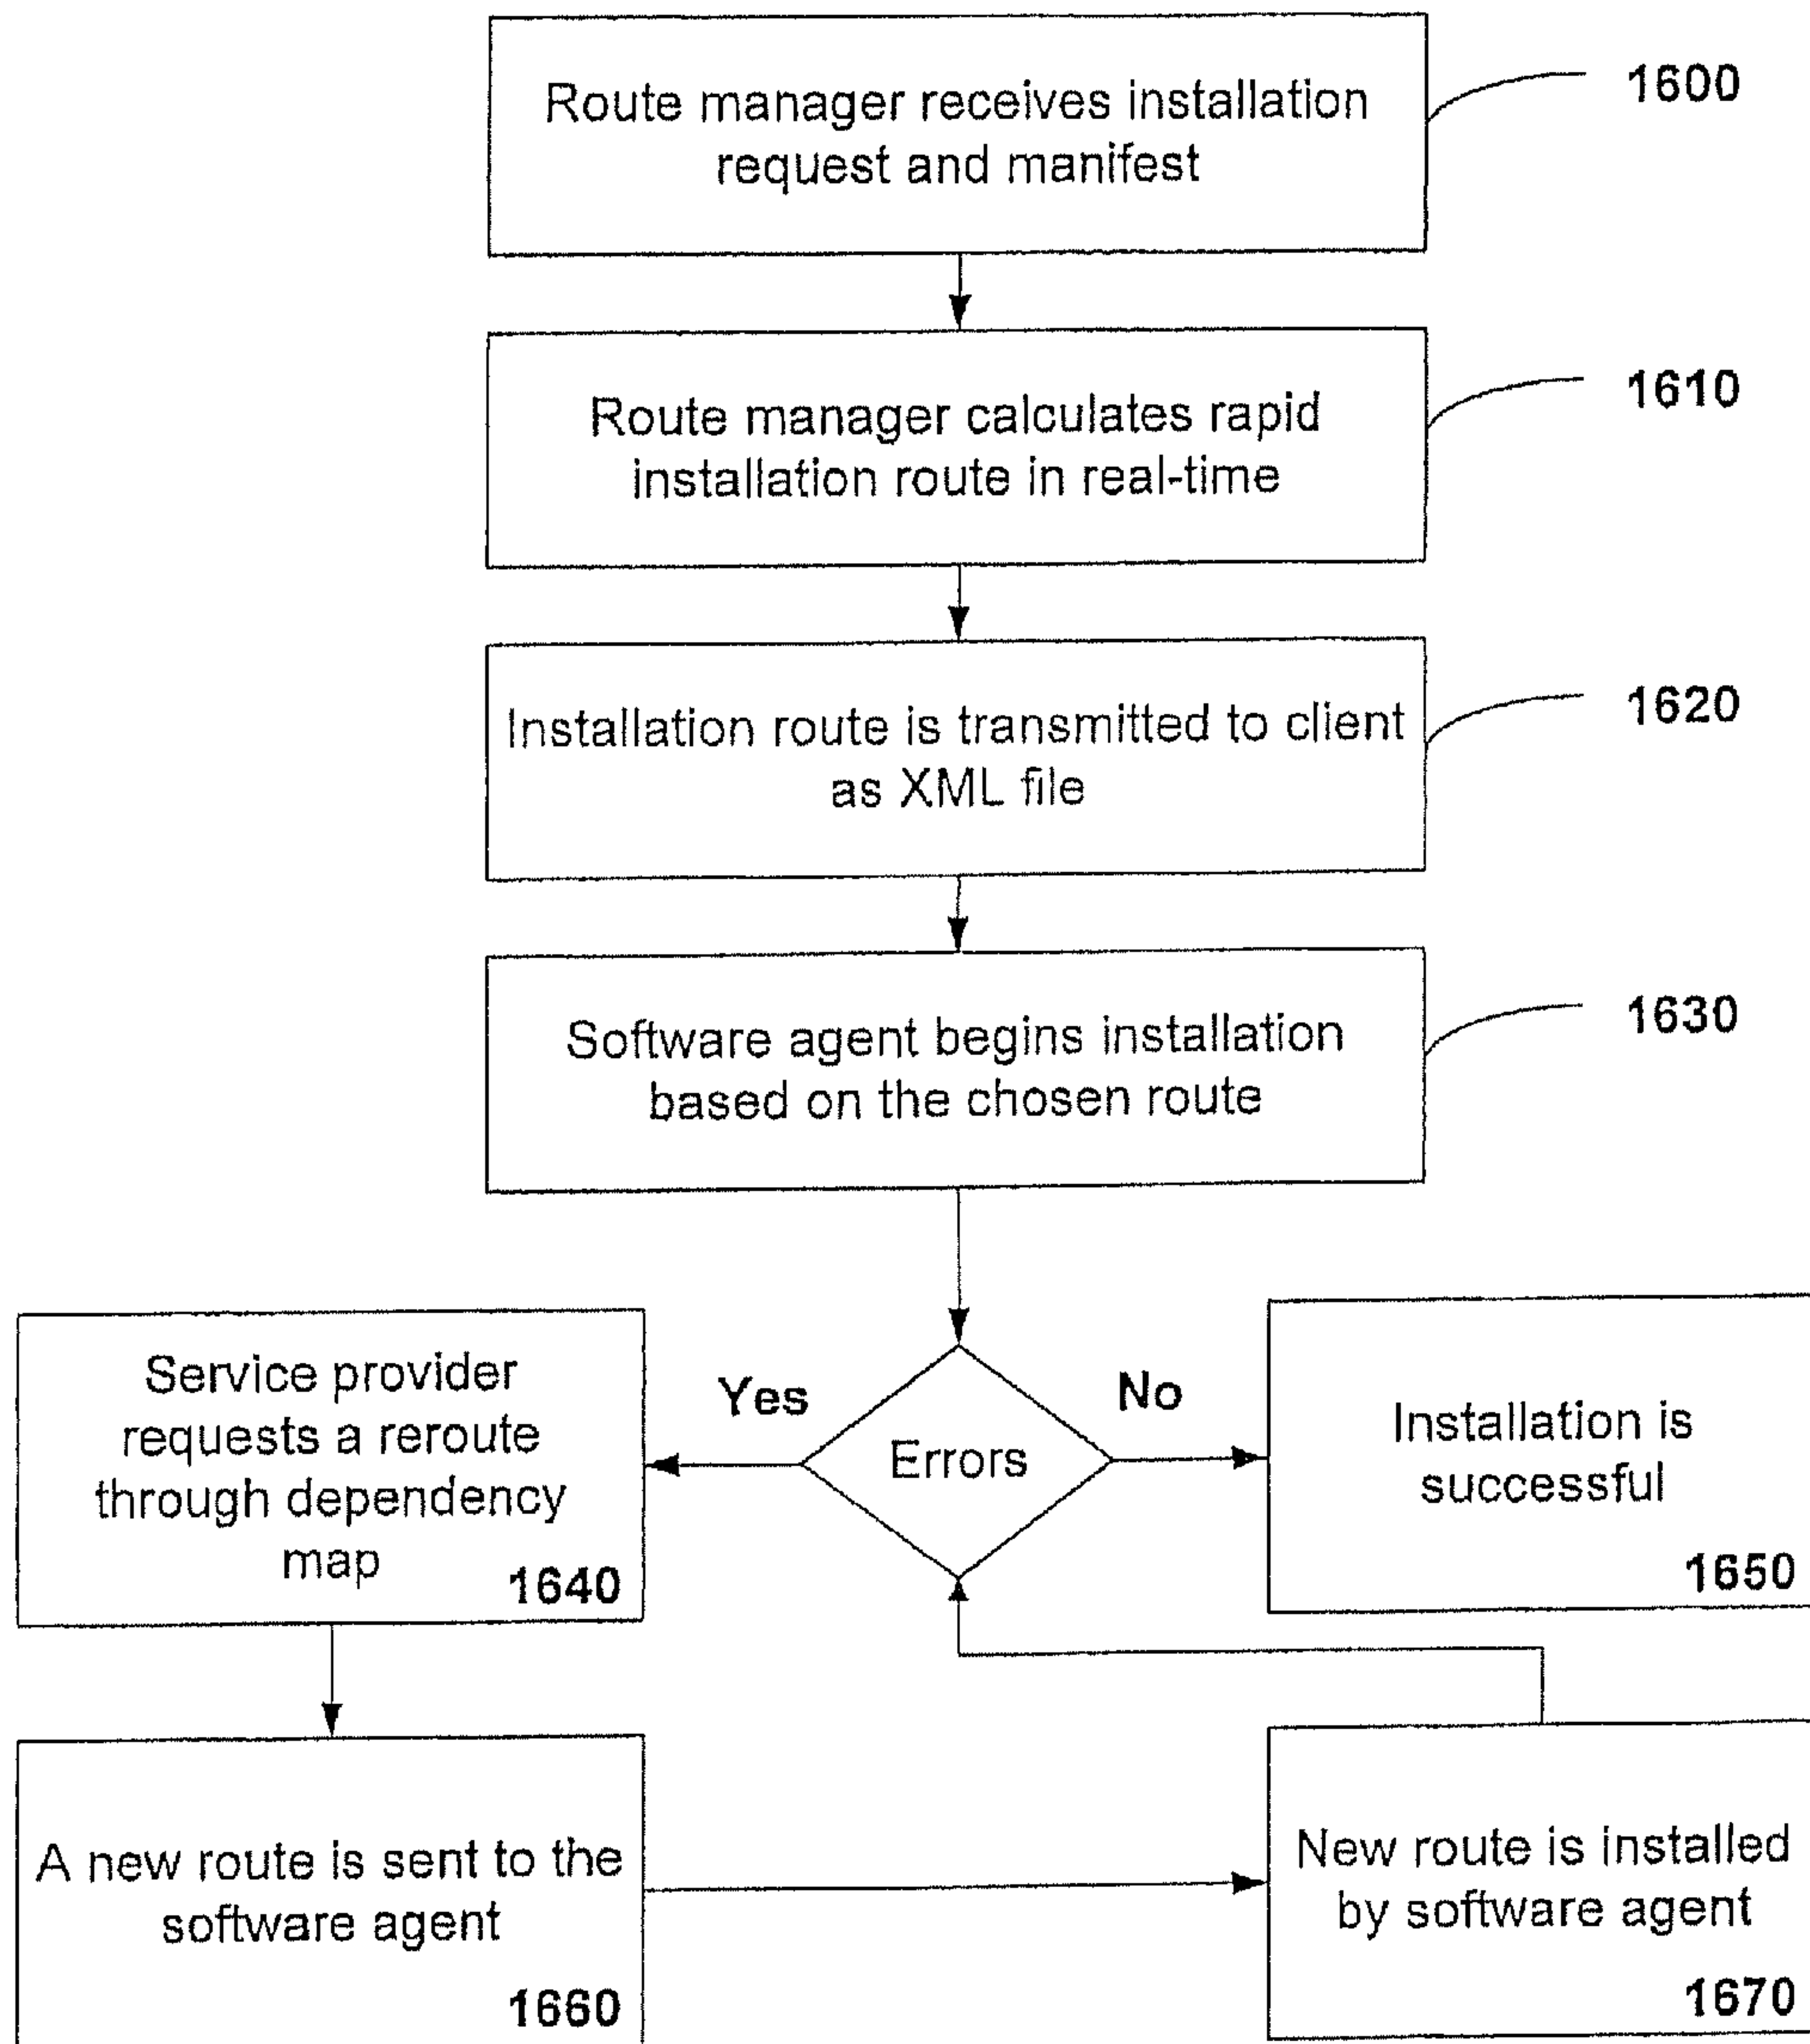 Route manager receives installation
request and manifest
1600
Route manager calculates rapid
installation route in real-time
1610
Installation route is transmitted to client
as XML file
1620
Software agent begins installation
based on the chosen route
1630
Service provider
requests a reroute
through dependency
map
1640
Yes
Errors
No
Installation is
successful
1650
A new route is sent to the
software agent
1660
New route is installed
by software agent
1670